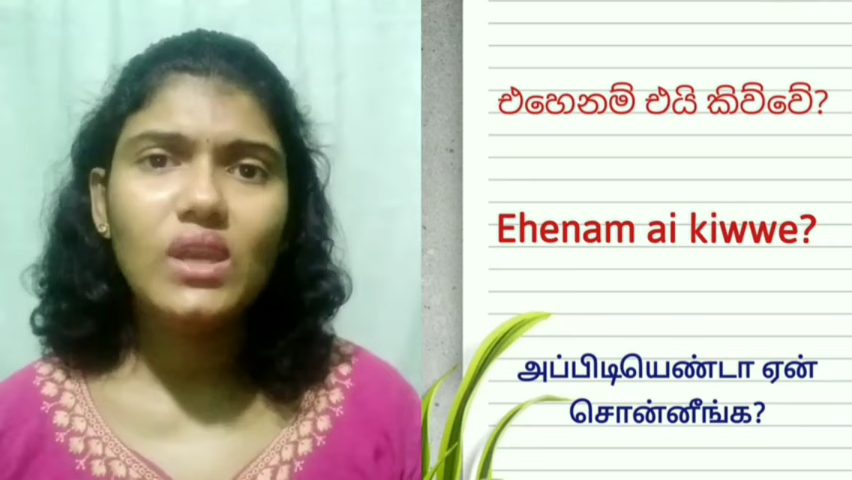 එහෙනම් එයි කිව්වේ?
Ehenam ai kiwwe?
அப்பிடியெண்டா ஏன்
சொன்னீங்க?